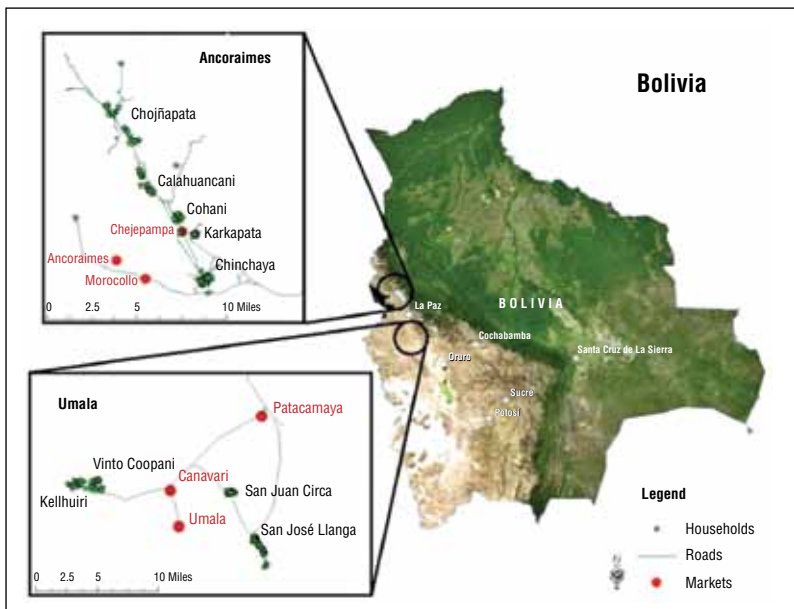 Ancoraimes
Chojñapata
Calahuancani
Cohani
Chejepampa
Karkapata
Ancoraimes
Morocollo
Chinchaya
0 2.5 5 10 Miles
Bolivia
BOLIVIA
La Paz
Cochabamba
Oruro
Santa Cruz de La Sierra
Sucre
Potosí
Umala
Patacamaya
Vinto Coopani
Canavari
Kellhuiri
San Juan Circa
Umala
San José Llanga
0 2.5 5 10 Miles
Legend
Households
Roads
Markets